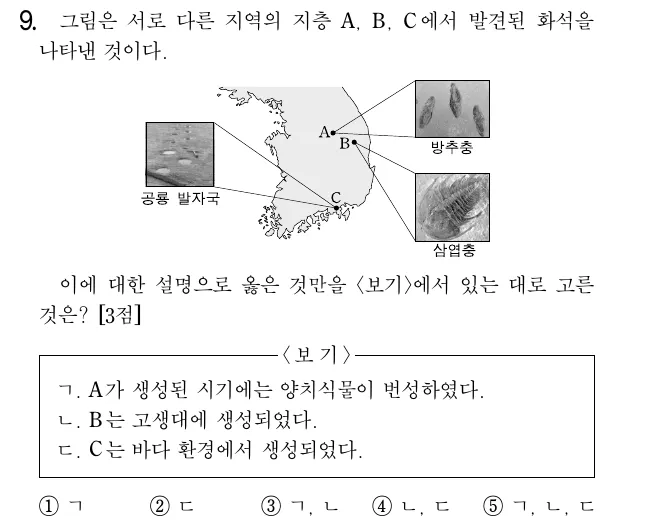 9. 그림은 서로 다른 지역의 지층 A, B, C에서 발견된 화석을
나타낸 것이다.
A
B
C
방추충
공룡 발자국
삼엽충
이에 대한 설명으로 옳은 것만을 〈보기〉에서 있는 대로 고른
것은? [3점]
〈보 기〉
ㄱ. A가 생성된 시기에는 양치식물이 번성하였다.
ㄴ. B는 고생대에 생성되었다.
ㄷ. C는 바다 환경에서 생성되었다.
① ㄱ ② ㄷ ③ ㄱ, ㄴ ④ ㄴ, ㄷ ⑤ ㄱ, ㄴ, ㄷ